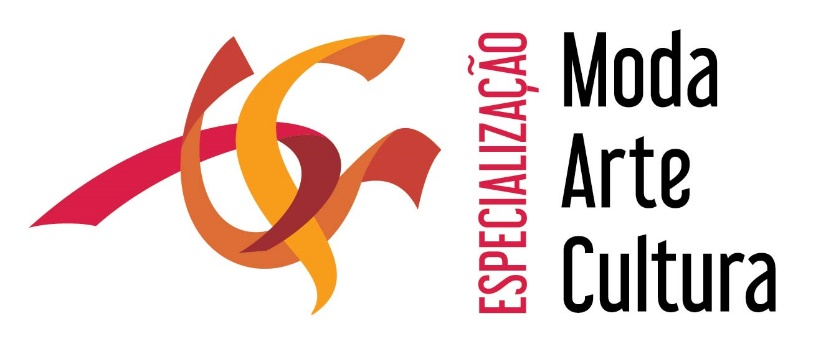 ESPECIALIZAÇÃO
Moda
Arte
Cultura